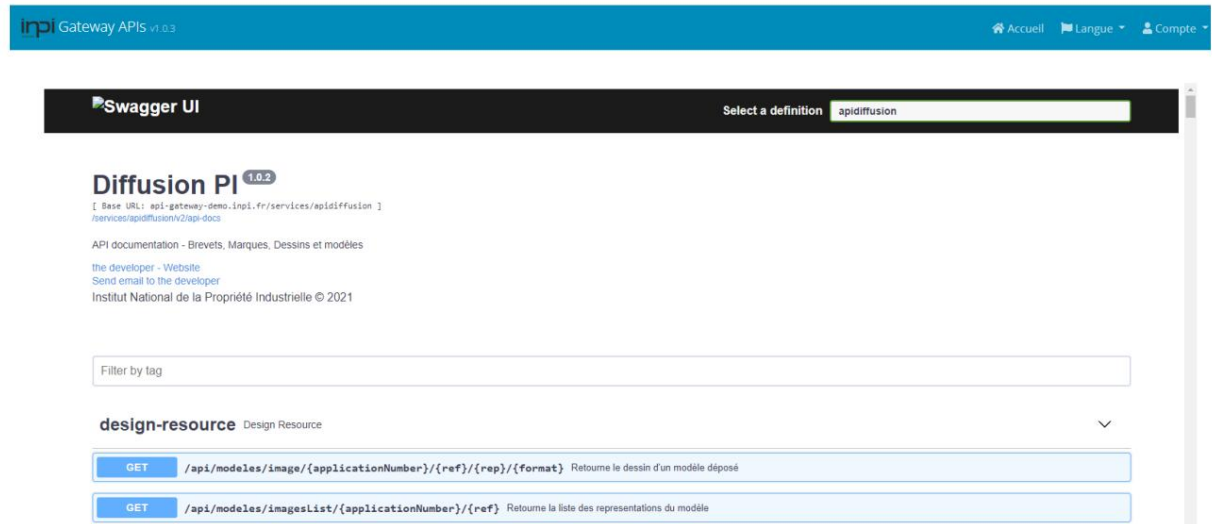 inpi Gateway APIs v1.0.3 Accueil Langue Compte
Swagger UI Select a definition apidiffusion
Diffusion PI 1.0.2
[ Base URL: api-gateway-demo.inpi.fr/services/apidiffusion ]
/services/apidiffusion/v2/api-docs
API documentation - Brevets, Marques, Dessins et modèles
the developer - Website
Send email to the developer
Institut National de la Propriété Industrielle © 2021
Filter by tag
design-resource Design Resource
GET /api/modeles/image/{applicationNumber}/{ref}/{rep}/{format} Retourne le dessin d'un modèle déposé
GET /api/modeles/imagesList/{applicationNumber}/{ref} Retourne la liste des representations du modèle